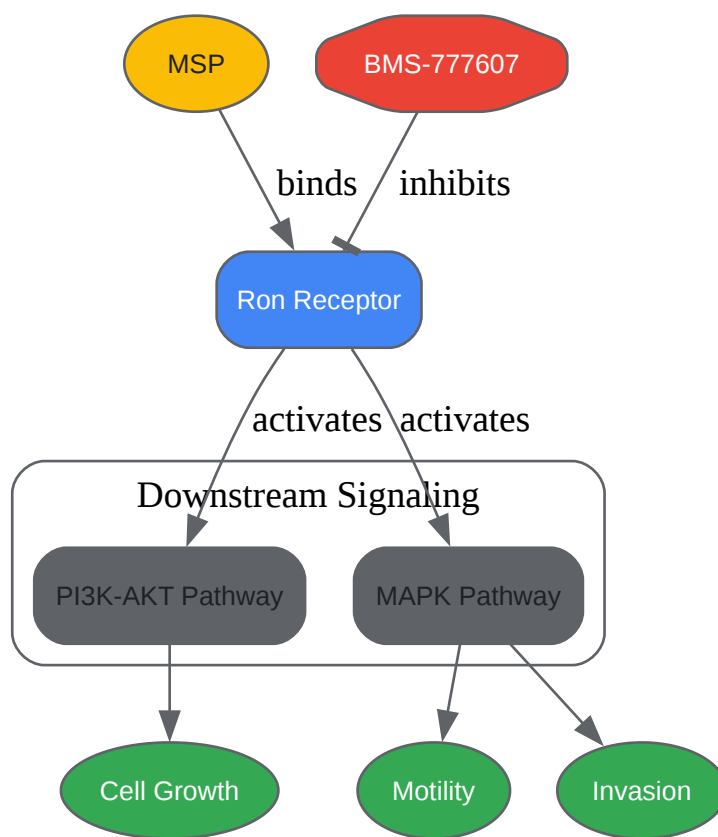 MSP
BMS-777607
binds
inhibits
Ron Receptor
activates
activates
Downstream Signaling
PI3K-AKT Pathway
MAPK Pathway
Cell Growth
Motility
Invasion